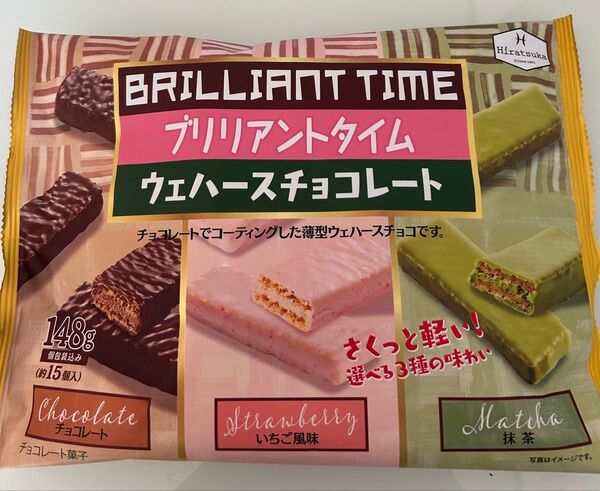 Hiratsuka
Since 1901
BRILLIANT TIME
ブリリアントタイム
ウェハースチョコレート
チョコレートでコーティングした薄型ウェハースチョコです。
148g
個包装込み
(約15個入)
さくっと軽い!
選べる3種の味わい
Chocolate
チョコレート
Strawberry
いちご風味
Matcha
抹茶
チョコレート菓子
写真はイメージです。